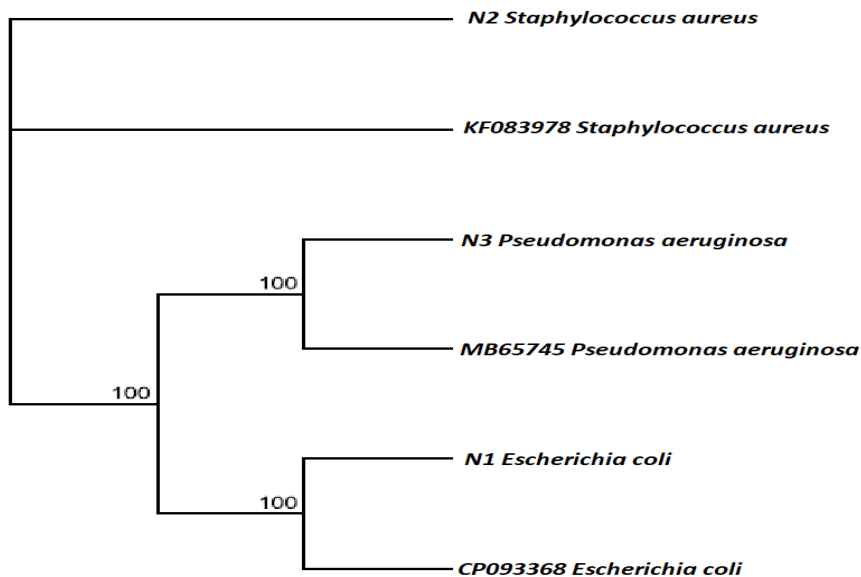 N2 Staphylococcus aureus
KF083978 Staphylococcus aureus
N3 Pseudomonas aeruginosa
100
MB65745 Pseudomonas aeruginosa
100
N1 Escherichia coli
100
CP093368 Escherichia coli